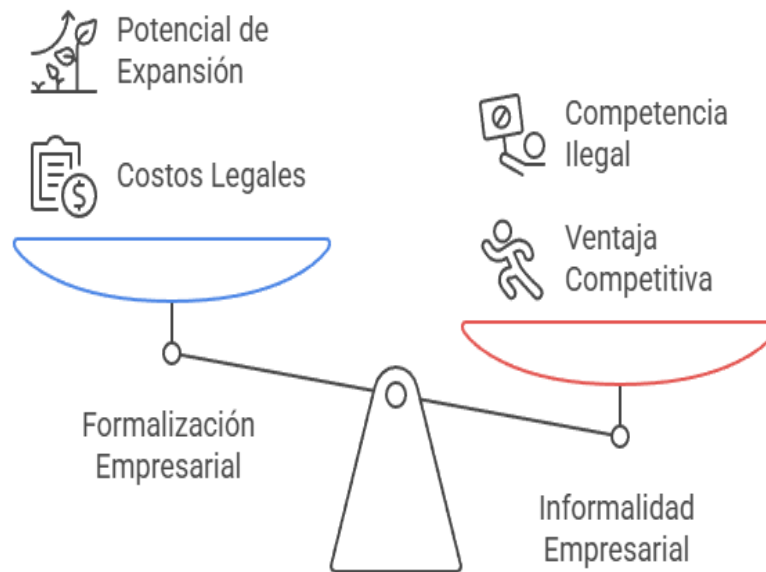 Potencial de
Expansión
Costos Legales
Competencia
Ilegal
Ventaja
Competitiva
Formalización
Empresarial
Informalidad
Empresarial
$